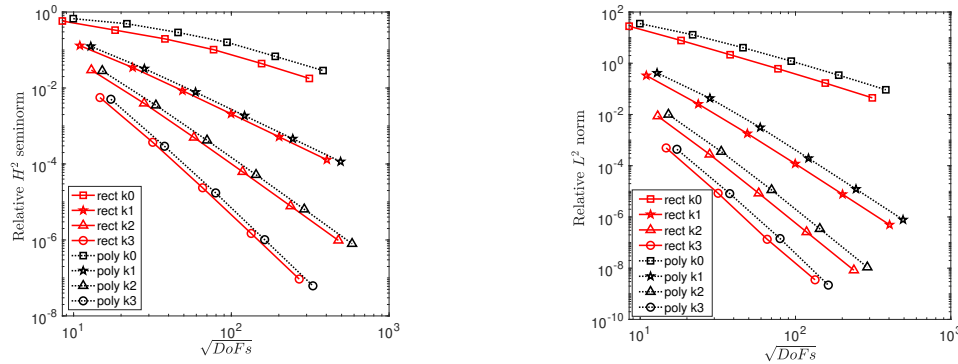 Relative H² seminorm
10^0
10^-2
10^-4
10^-6
10^-8
rect k0
rect k1
rect k2
rect k3
poly k0
poly k1
poly k2
poly k3
10^1
10^2
10^3
√DoFs
Relative L² norm
10^2
10^0
10^-2
10^-4
10^-6
10^-8
10^-10
rect k0
rect k1
rect k2
rect k3
poly k0
poly k1
poly k2
poly k3
10^1
10^2
10^3
√DoFs